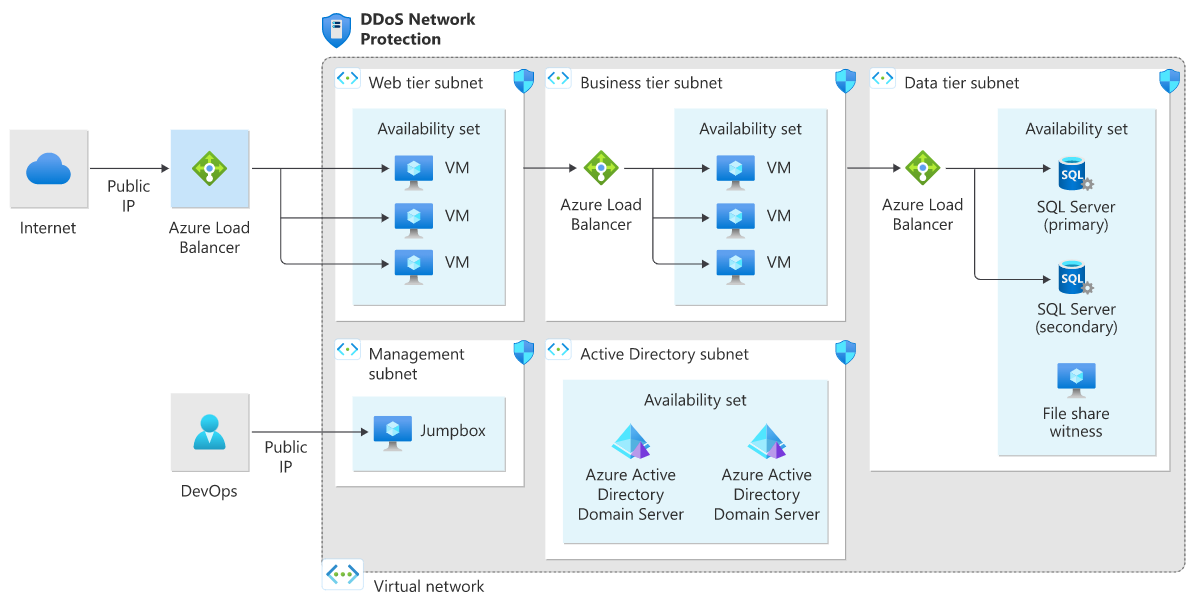 DDoS Network
Protection
Web tier subnet
Business tier subnet
Data tier subnet
Availability set
Availability set
Availability set
VM
VM
VM
VM
VM
VM
Public
IP
Internet
Azure Load
Balancer
Azure Load
Balancer
Azure Load
Balancer
SQL
SQL Server
(primary)
SQL
SQL Server
(secondary)
File share
witness
Management
subnet
Jumpbox
Public
IP
DevOps
Active Directory subnet
Availability set
Azure Active
Directory
Domain Server
Azure Active
Directory
Domain Server
Virtual network